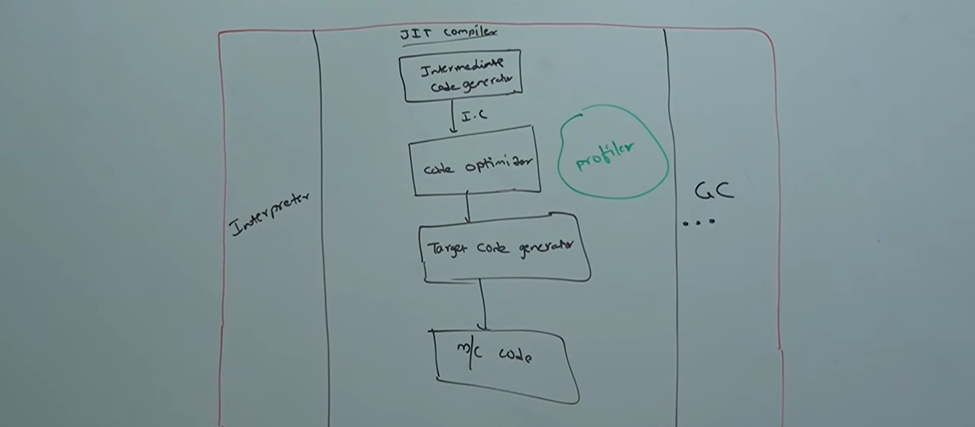 JIT Compiler
Intermediate
code generator
I.C
code optimizer
profiler
Interpreter
GC
...
Target code generator
m/c code